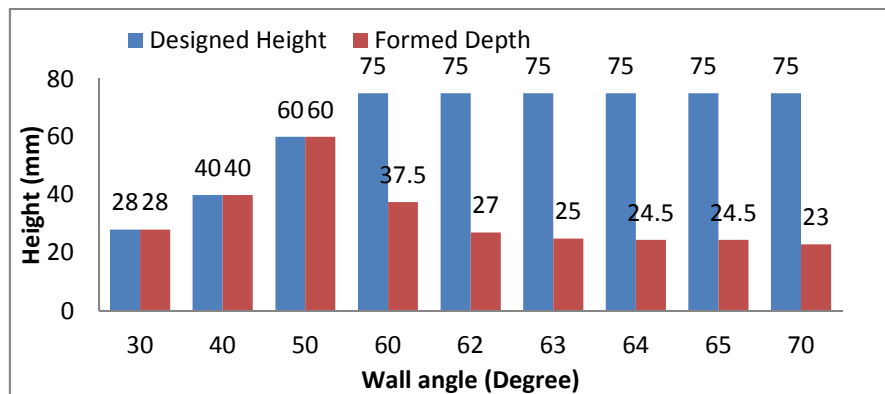 Designed Height Formed Depth
75 75 75 75 75 75
80
60 60
60
40 40
37.5
40
28 28
27
25
24.5
24.5
23
20
0
Height (mm)
30 40 50 60 62 63 64 65 70
Wall angle (Degree)